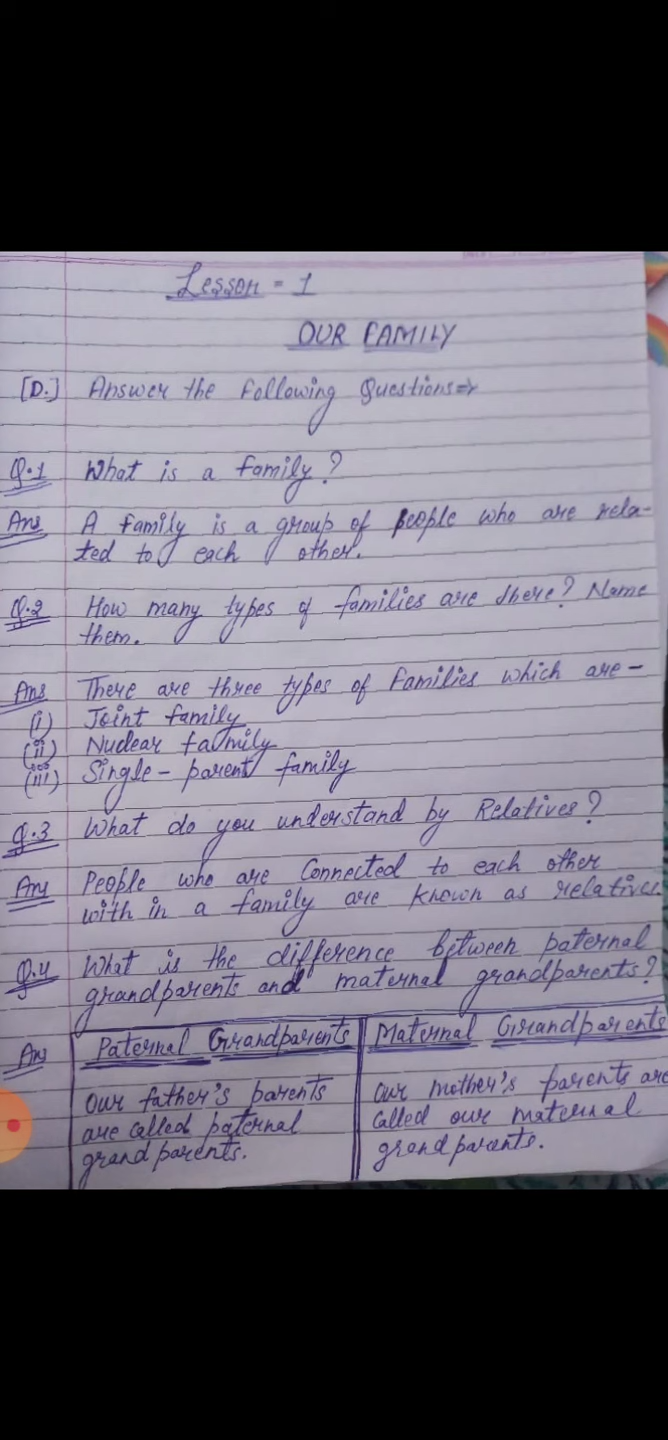 Lesson = 1
OUR FAMILY
[D.] Answer the following Questions⇒
Q.1 What is a family?
Ans A family is a group of people who are rela-
ted to each other.
Q.2 How many types of families are there? Name
them.
Ans There are three types of Families which are-
(i) Joint family
(ii) Nuclear family
(iii) Single - parent family
Q.3 What do you understand by Relatives?
Ans People who are Connected to each other
with in a family are known as relatives.
Q.4 What is the difference between paternal
grandparents and maternal grandparents?
Ans Paternal Grandparents | Maternal Grandparents
Our father's parents | Our mother's parents are
are called paternal | called our maternal
grandparents. | grandparents.